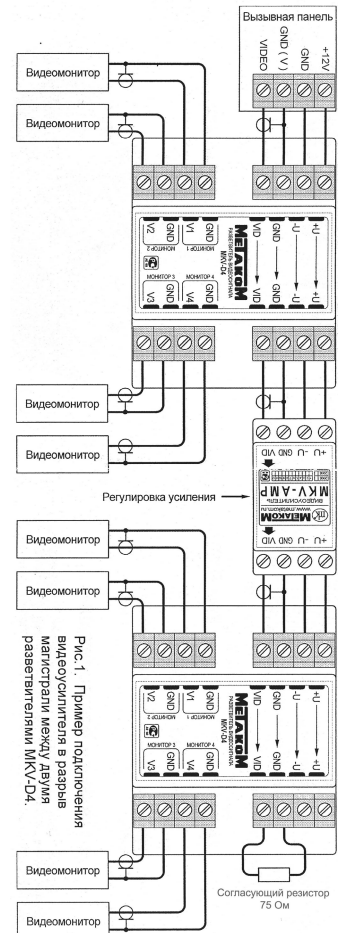 Вызывная панель
VIDEO
GND (V)
GND
+12V
Видеомонитор
Видеомонитор
V2 GND V1 GND
МОНИТОР 2 МОНИТОР 1
МЕТАКОМ
РАЗВЕТВИТЕЛЬ ВИДЕОСИГНАЛА
MKV-D4
МОНИТОР 3 МОНИТОР 4
V3 GND V4 GND
VID GND -U +U
VID GND -U +U
Видеомонитор
Видеомонитор
VID GND -U +U
ВИДЕОУСИЛИТЕЛЬ
MKV-AMP
www.metakom.ru
МЕТАКОМ
mk
VID GND -U +U
Регулировка усиления
Видеомонитор
Видеомонитор
V2 GND V1 GND
МОНИТОР 2 МОНИТОР 1
МЕТАКОМ
РАЗВЕТВИТЕЛЬ ВИДЕОСИГНАЛА
MKV-D4
МОНИТОР 3 МОНИТОР 4
V3 GND V4 GND
VID GND -U +U
VID GND -U +U
Рис.1. Пример подключения
видеоусилителя в разрыв
магистрали между двумя
разветвителями MKV-D4.
Видеомонитор
Видеомонитор
Согласующий резистор
75 Ом